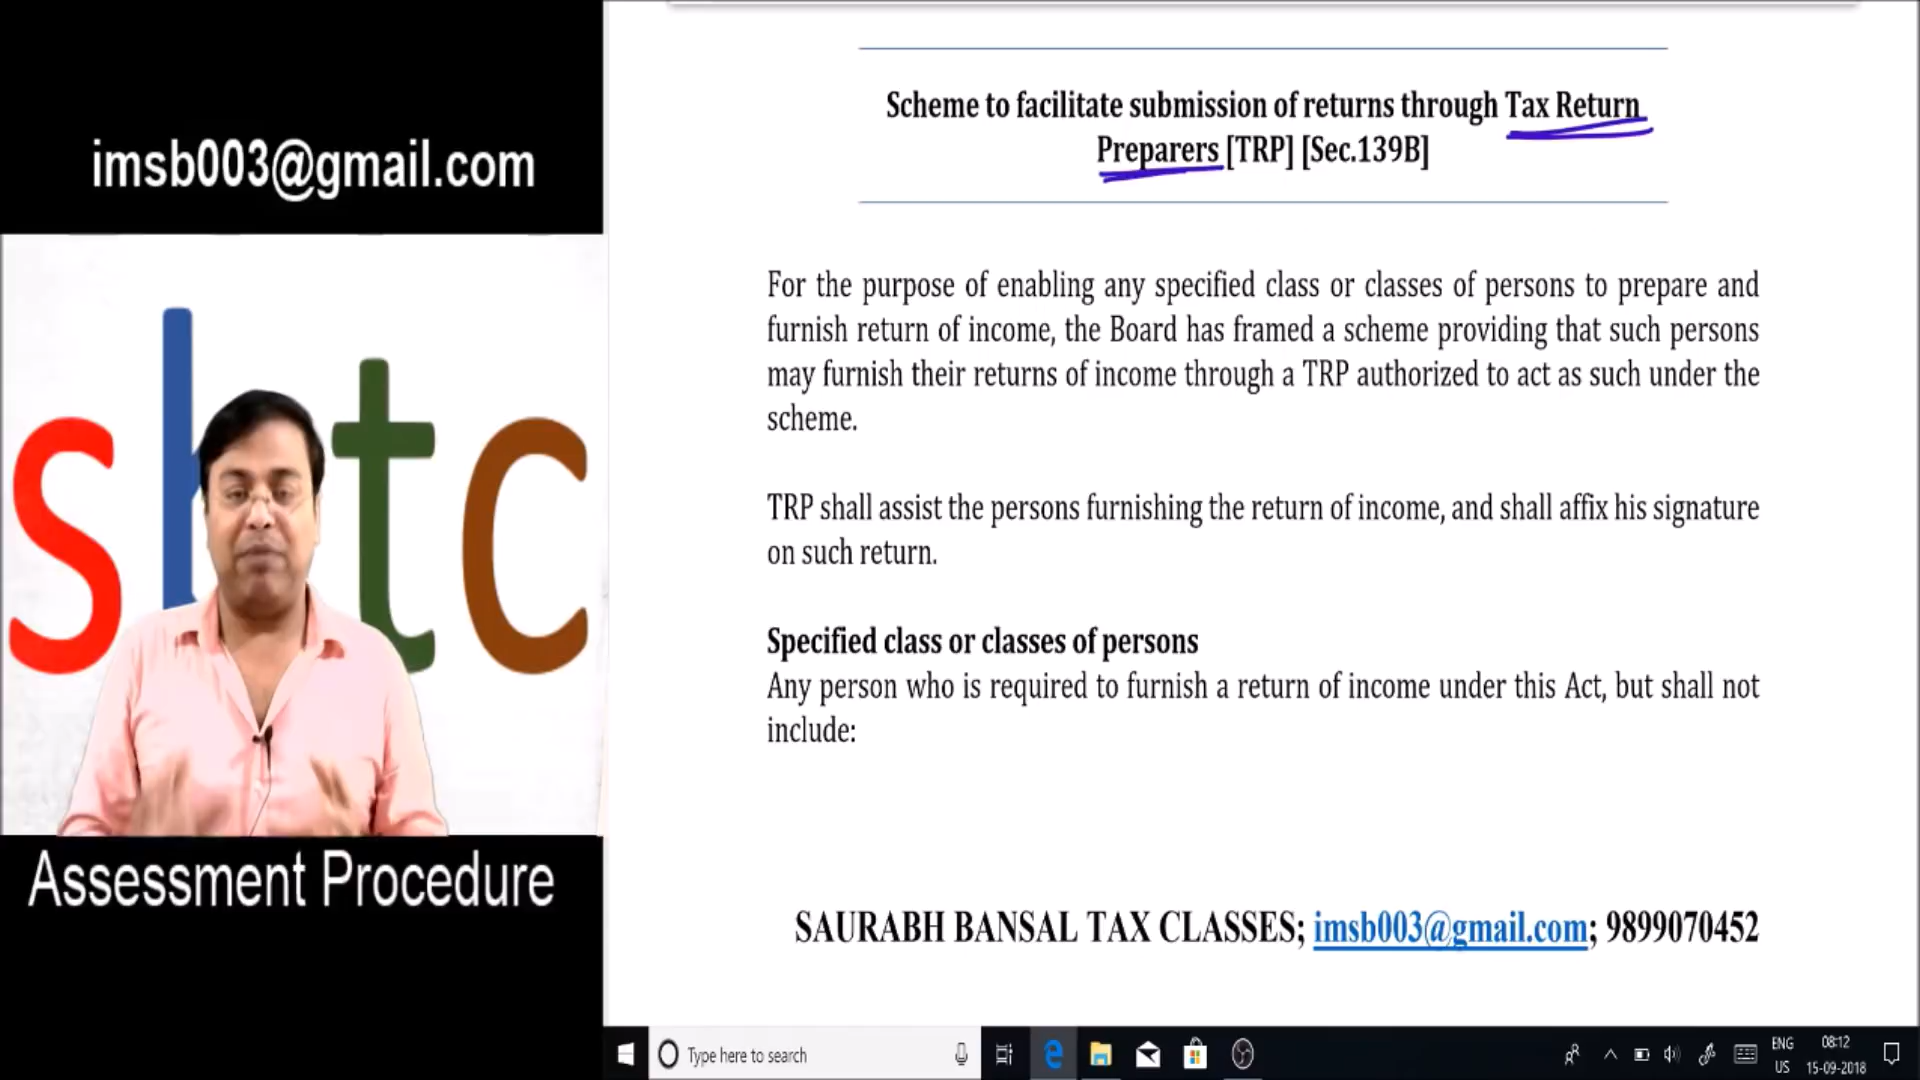 imsb003@gmail.com
sbtc
Assessment Procedure
Scheme to facilitate submission of returns through Tax Return
Preparers [TRP] [Sec.139B]
For the purpose of enabling any specified class or classes of persons to prepare and
furnish return of income, the Board has framed a scheme providing that such persons
may furnish their returns of income through a TRP authorized to act as such under the
scheme.
TRP shall assist the persons furnishing the return of income, and shall affix his signature
on such return.
Specified class or classes of persons
Any person who is required to furnish a return of income under this Act, but shall not
include:
SAURABH BANSAL TAX CLASSES; imsb003@gmail.com; 9899070452
Type here to search
ENG
US
08:12
15-09-2018